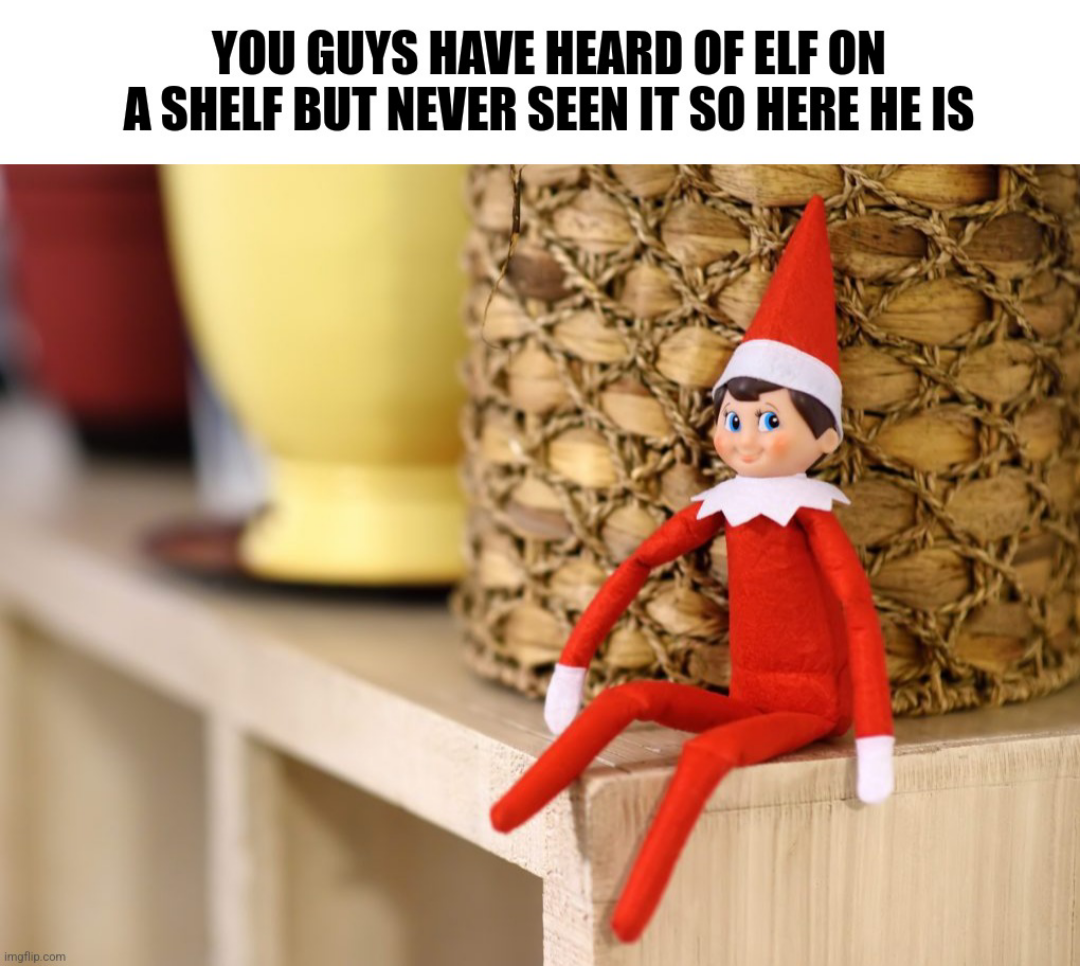 YOU GUYS HAVE HEARD OF ELF ON
A SHELF BUT NEVER SEEN IT SO HERE HE IS
imgflip.com